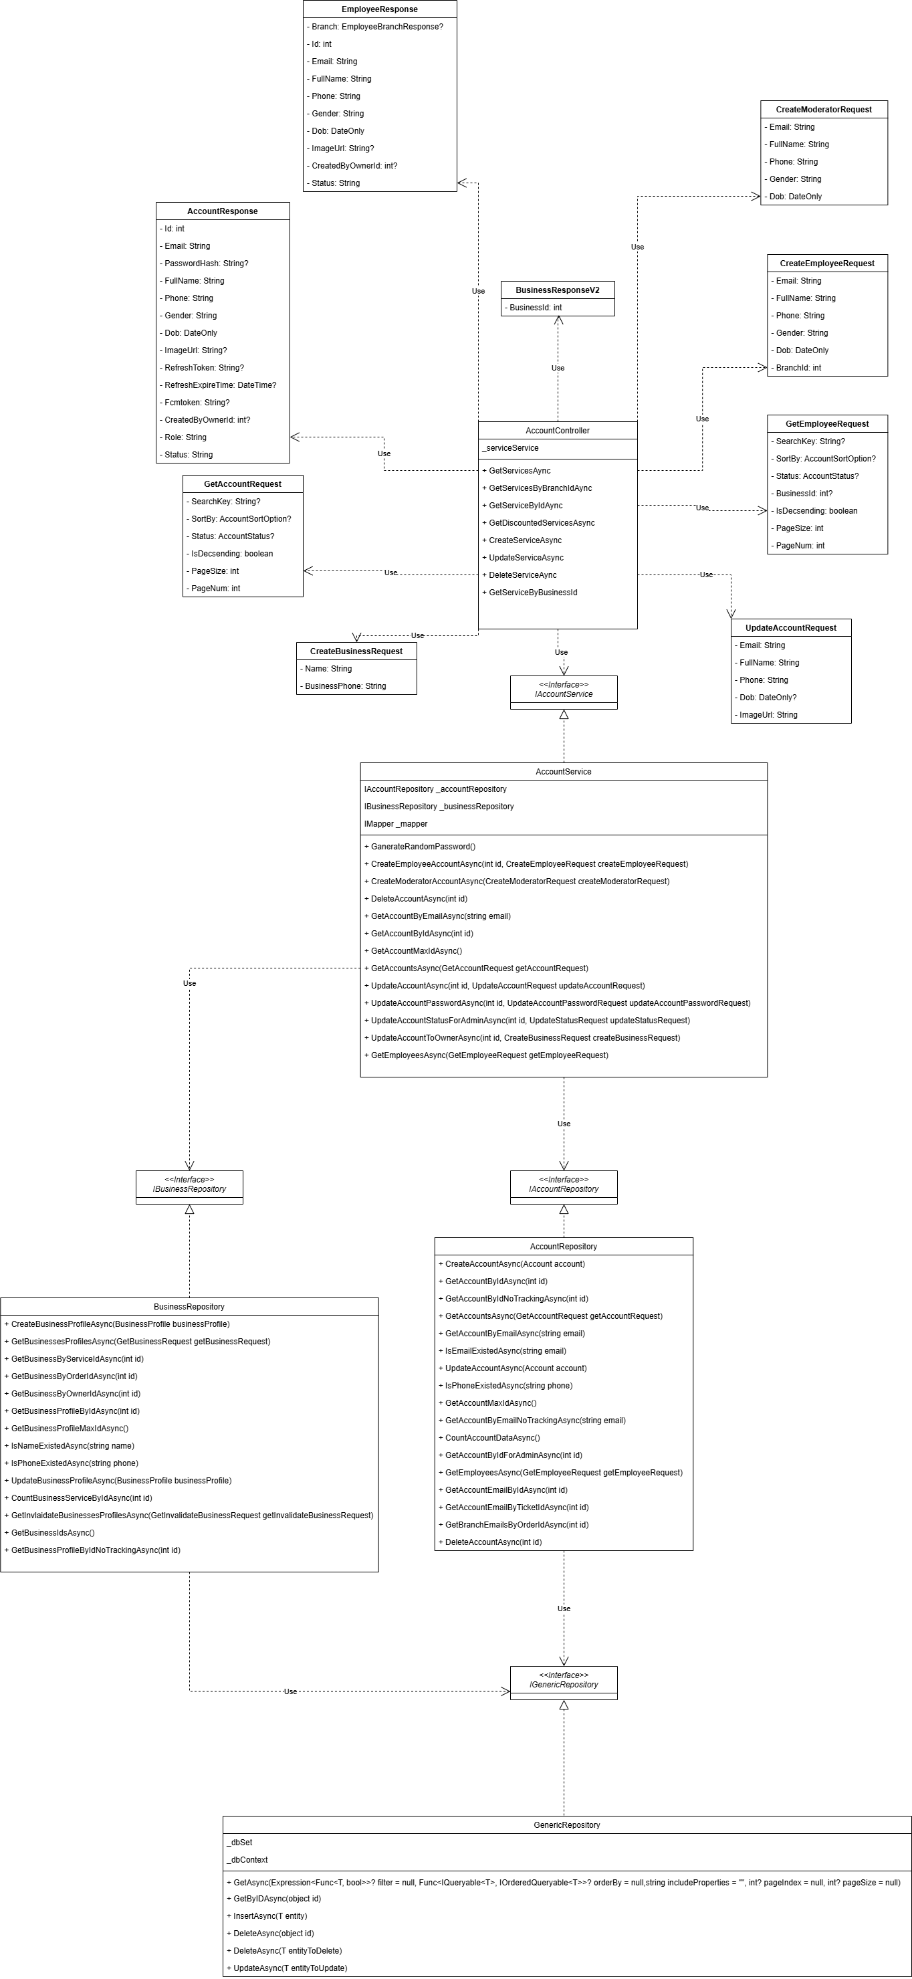 EmployeeResponse
- Branch: EmployeeBranchResponse?
- Id: int
- Email: String
- FullName: String
- Phone: String
- Gender: String
- Dob: DateOnly
- ImageUrl: String?
- CreatedByOwnerId: int?
- Status: String
CreateModeratorRequest
- Email: String
- FullName: String
- Phone: String
- Gender: String
- Dob: DateOnly
AccountResponse
- Id: int
- Email: String
- PasswordHash: String?
- FullName: String
- Phone: String
- Gender: String
- Dob: DateOnly
- ImageUrl: String?
- RefreshToken: String?
- RefreshExpireTime: DateTime?
- Fcmtoken: String?
- CreatedByOwnerId: int?
- Role: String
- Status: String
Use
Use
BusinessResponseV2
- BusinessId: int
Use
CreateEmployeeRequest
- Email: String
- FullName: String
- Phone: String
- Gender: String
- Dob: DateOnly
- BranchId: int
Use
GetEmployeeRequest
- SearchKey: String?
- SortBy: AccountSortOption?
- Status: AccountStatus?
- BusinessId: int?
- IsDecsending: boolean
- PageSize: int
- PageNum: int
AccountController
_serviceService
+ GetServicesAync
+ GetServicesByBranchIdAync
+ GetServiceByIdAync
+ GetDiscountedServicesAsync
+ CreateServiceAsync
+ UpdateServiceAsync
+ DeleteServiceAync
+ GetServiceByBusinessId
Use
Use
GetAccountRequest
- SearchKey: String?
- SortBy: AccountSortOption?
- Status: AccountStatus?
- IsDecsending: boolean
- PageSize: int
- PageNum: int
Use
Use
Use
CreateBusinessRequest
- Name: String
- BusinessPhone: String
UpdateAccountRequest
- Email: String
- FullName: String
- Phone: String
- Dob: DateOnly?
- ImageUrl: String
Use
<<Interface>>
IAccountService
AccountService
IAccountRepository _accountRepository
IBusinessRepository _businessRepository
IMapper _mapper
+ GanerateRandomPassword()
+ CreateEmployeeAccountAsync(int id, CreateEmployeeRequest createEmployeeRequest)
+ CreateModeratorAccountAsync(CreateModeratorRequest createModeratorRequest)
+ DeleteAccountAsync(int id)
+ GetAccountByEmailAsync(string email)
+ GetAccountByIdAsync(int id)
+ GetAccountMaxIdAsync()
+ GetAccountsAsync(GetAccountRequest getAccountRequest)
+ UpdateAccountAsync(int id, UpdateAccountRequest updateAccountRequest)
+ UpdateAccountPasswordAsync(int id, UpdateAccountPasswordRequest updateAccountPasswordRequest)
+ UpdateAccountStatusForAdminAsync(int id, UpdateStatusRequest updateStatusRequest)
+ UpdateAccountToOwnerAsync(int id, CreateBusinessRequest createBusinessRequest)
+ GetEmployeesAsync(GetEmployeeRequest getEmployeeRequest)
Use
Use
<<Interface>>
IBusinessRepository
<<Interface>>
IAccountRepository
AccountRepository
+ CreateAccountAsync(Account account)
+ GetAccountByIdAsync(int id)
+ GetAccountByIdNoTrackingAsync(int id)
+ GetAccountsAsync(GetAccountRequest getAccountRequest)
+ GetAccountByEmailAsync(string email)
+ IsEmailExistedAsync(string email)
+ UpdateAccountAsync(Account account)
+ IsPhoneExistedAsync(string phone)
+ GetAccountMaxIdAsync()
+ GetAccountByEmailNoTrackingAsync(string email)
+ CountAccountDataAsync()
+ GetAccountByIdForAdminAsync(int id)
+ GetEmployeesAsync(GetEmployeeRequest getEmployeeRequest)
+ GetAccountEmailByIdAsync(int id)
+ GetAccountEmailByTicketIdAsync(int id)
+ GetBranchEmailsByOrderIdAsync(int id)
+ DeleteAccountAsync(int id)
BusinessRepository
+ CreateBusinessProfileAsync(BusinessProfile businessProfile)
+ GetBusinessesProfilesAsync(GetBusinessRequest getBusinessRequest)
+ GetBusinessByServiceIdAsync(int id)
+ GetBusinessByOrderIdAsync(int id)
+ GetBusinessByOwnerIdAsync(int id)
+ GetBusinessProfileByIdAsync(int id)
+ GetBusinessProfileMaxIdAsync()
+ IsNameExistedAsync(string name)
+ IsPhoneExistedAsync(string phone)
+ UpdateBusinessProfileAsync(BusinessProfile businessProfile)
+ CountBusinessServiceByIdAsync(int id)
+ GetInvlaidateBusinessesProfilesAsync(GetInvalidateBusinessRequest getInvalidateBusinessRequest)
+ GetBusinessIdsAsync()
+ GetBusinessProfileByIdNoTrackingAsync(int id)
Use
Use
<<Interface>>
IGenericRepository
GenericRepository
_dbSet
_dbContext
+ GetAsync(Expression<Func<T, bool>>? filter = null, Func<IQueryable<T>, IOrderedQueryable<T>>? orderBy = null,string includeProperties = "", int? pageIndex = null, int? pageSize = null)
+ GetByIDAsync(object id)
+ InsertAsync(T entity)
+ DeleteAsync(object id)
+ DeleteAsync(T entityToDelete)
+ UpdateAsync(T entityToUpdate)